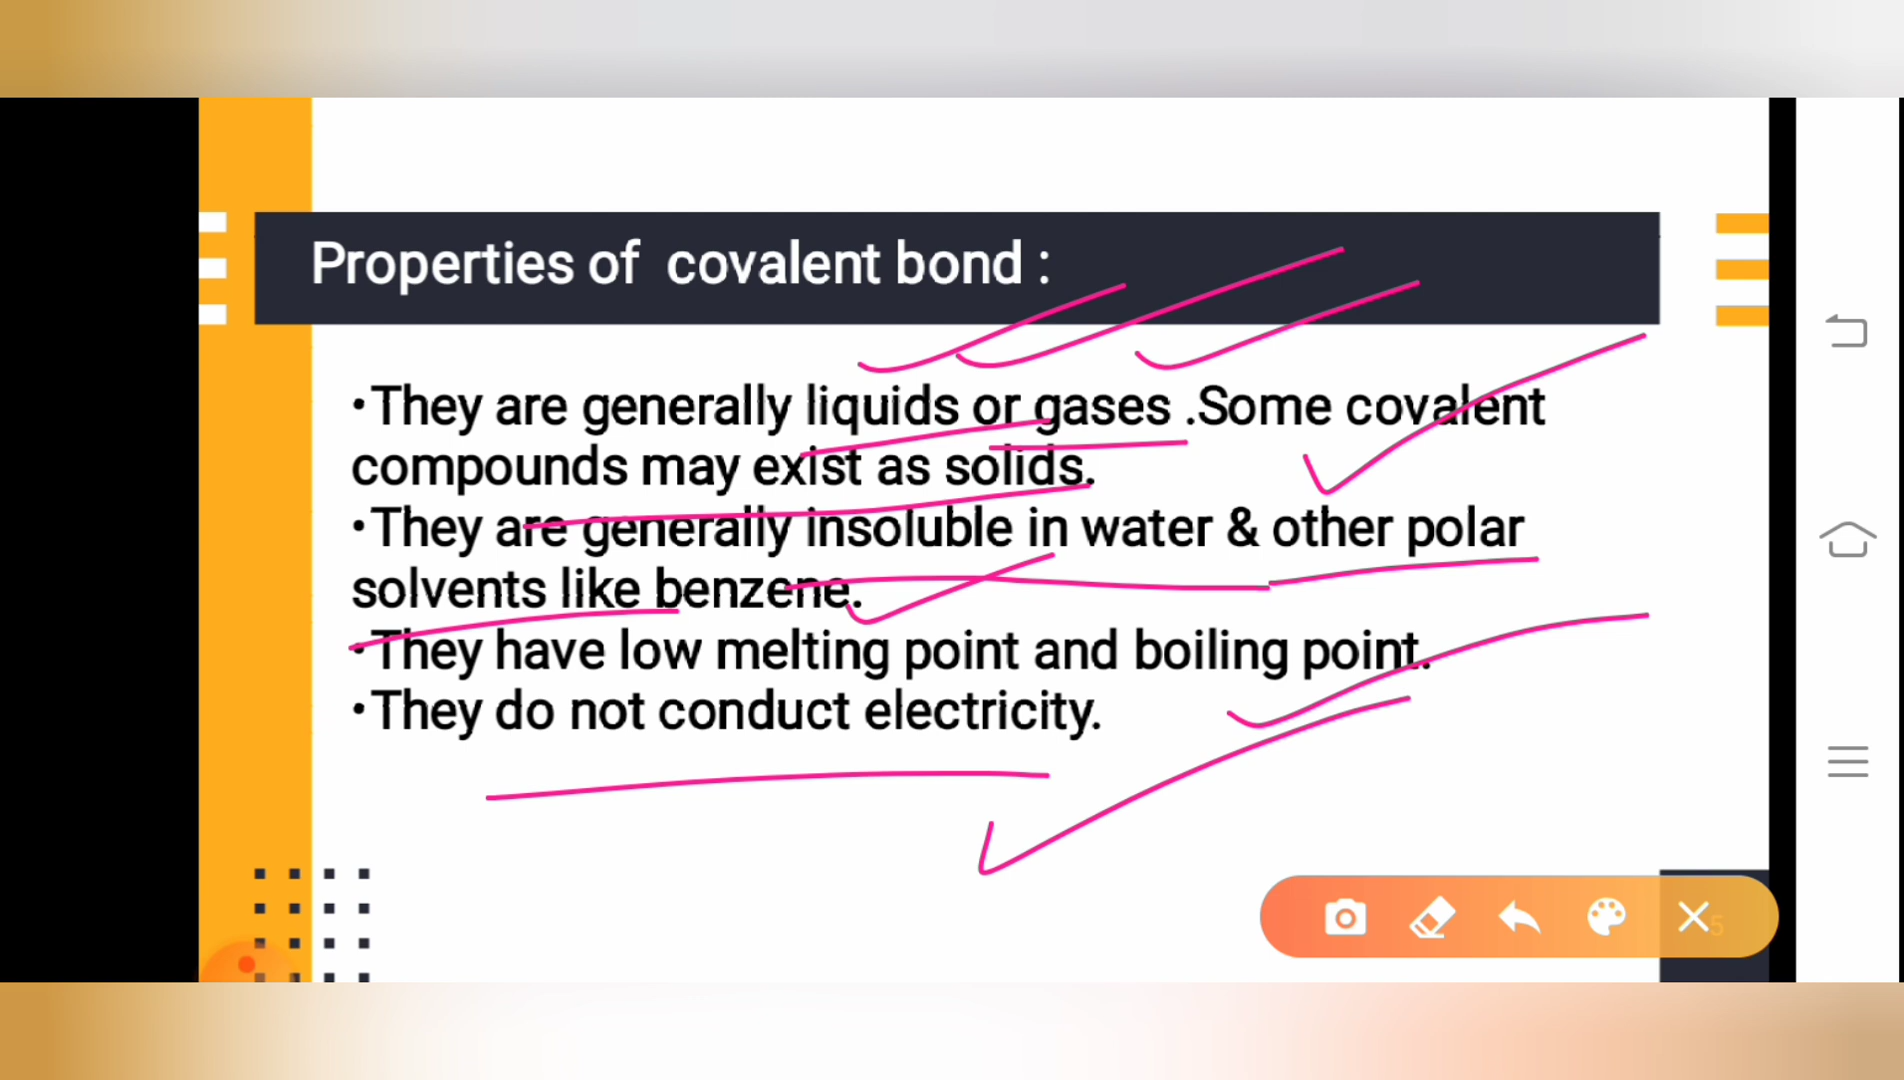 Properties of covalent bond :
•They are generally liquids or gases .Some covalent
compounds may exist as solids.
•They are generally insoluble in water & other polar
solvents like benzene.
•They have low melting point and boiling point.
•They do not conduct electricity.
5